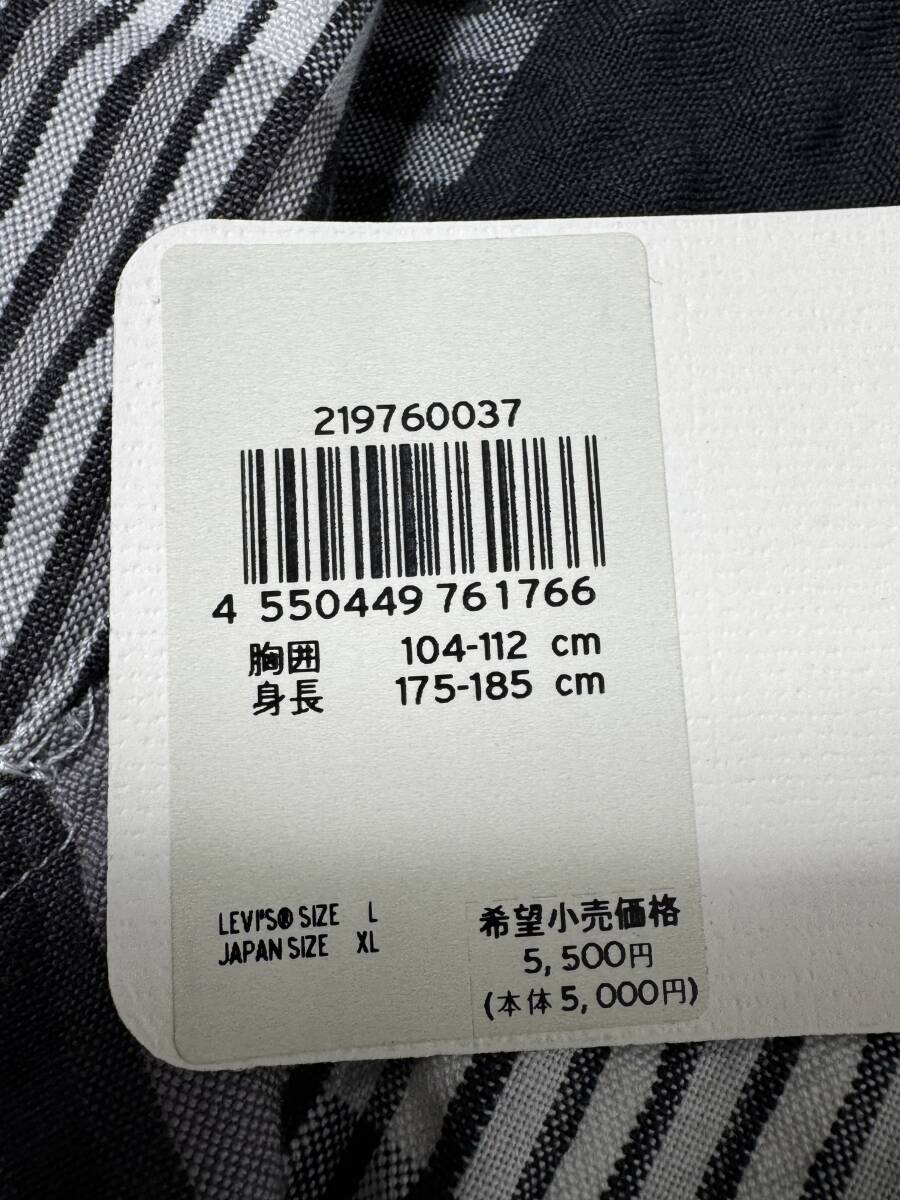 219760037
4 550449 761766
胸囲 104-112 cm
身長 175-185 cm
LEVI'S® SIZE L
JAPAN SIZE XL
希望小売価格
5,500円
(本体 5,000円)